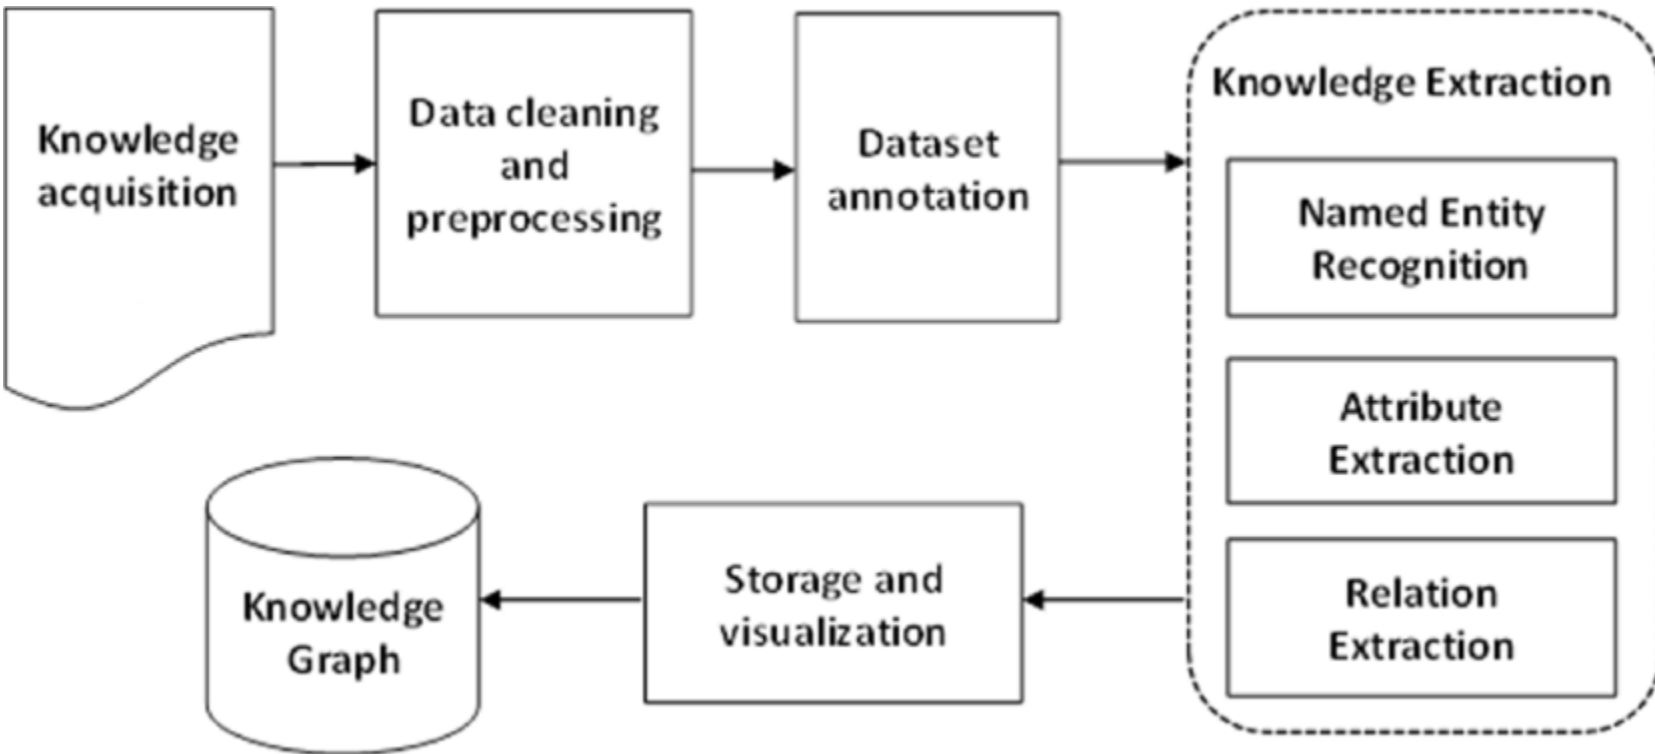 Knowledge
acquisition
Data cleaning
and
preprocessing
Dataset
annotation
Knowledge Extraction
Named Entity
Recognition
Attribute
Extraction
Relation
Extraction
Storage and
visualization
Knowledge
Graph